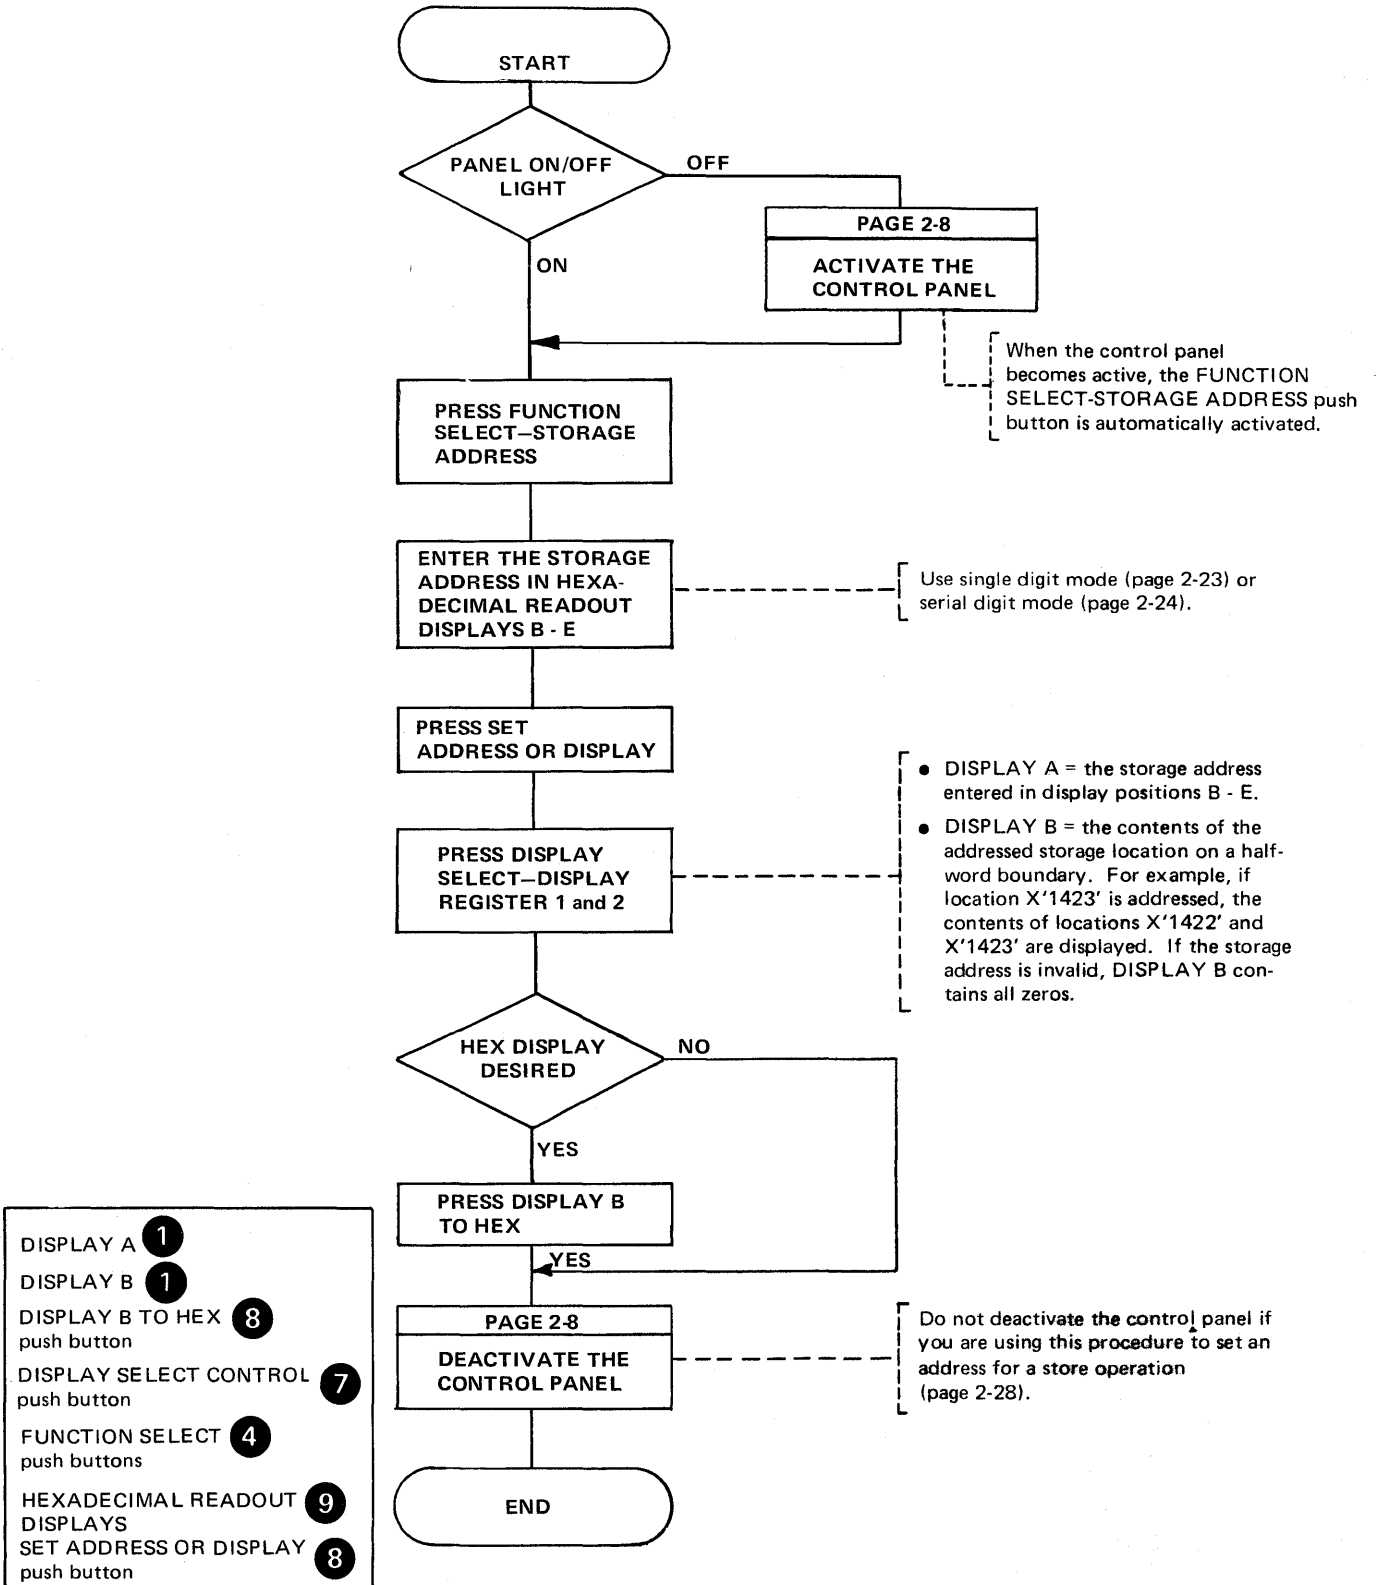 START
PANEL ON/OFF
LIGHT
OFF
ON
PAGE 2-8
ACTIVATE THE
CONTROL PANEL
When the control panel
becomes active, the FUNCTION
SELECT-STORAGE ADDRESS push
button is automatically activated.
PRESS FUNCTION
SELECT—STORAGE
ADDRESS
ENTER THE STORAGE
ADDRESS IN HEXA-
DECIMAL READOUT
DISPLAYS B - E
Use single digit mode (page 2-23) or
serial digit mode (page 2-24).
PRESS SET
ADDRESS OR DISPLAY
PRESS DISPLAY
SELECT—DISPLAY
REGISTER 1 and 2
● DISPLAY A = the storage address
entered in display positions B - E.
● DISPLAY B = the contents of the
addressed storage location on a half-
word boundary. For example, if
location X'1423' is addressed, the
contents of locations X'1422' and
X'1423' are displayed. If the storage
address is invalid, DISPLAY B con-
tains all zeros.
HEX DISPLAY
DESIRED
NO
YES
PRESS DISPLAY B
TO HEX
YES
PAGE 2-8
DEACTIVATE THE
CONTROL PANEL
Do not deactivate the control panel if
you are using this procedure to set an
address for a store operation
(page 2-28).
END
DISPLAY A 1
DISPLAY B 1
DISPLAY B TO HEX 8
push button
DISPLAY SELECT CONTROL 7
push button
FUNCTION SELECT 4
push buttons
HEXADECIMAL READOUT 9
DISPLAYS
SET ADDRESS OR DISPLAY 8
push button